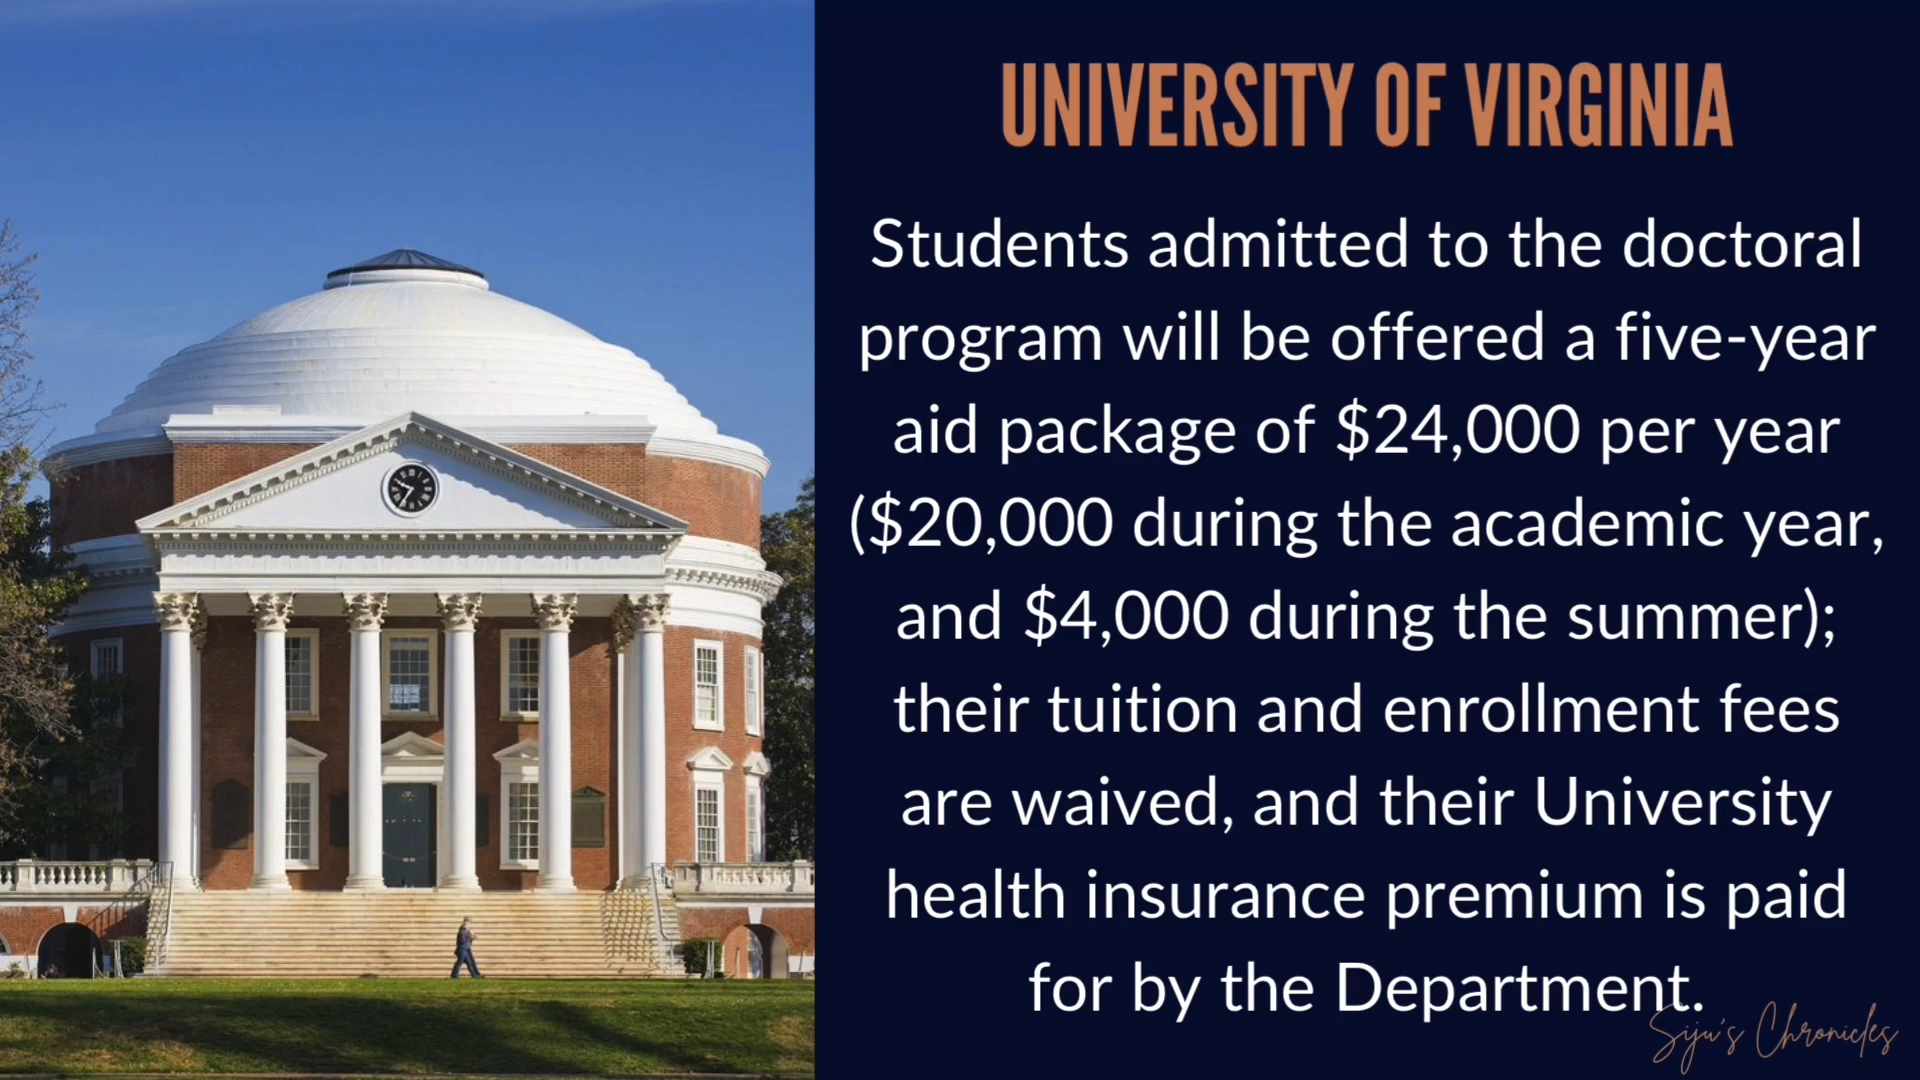 UNIVERSITY OF VIRGINIA
Students admitted to the doctoral
program will be offered a five-year
aid package of $24,000 per year
($20,000 during the academic year,
and $4,000 during the summer);
their tuition and enrollment fees
are waived, and their University
health insurance premium is paid
for by the Department.
Siju's Chronicles